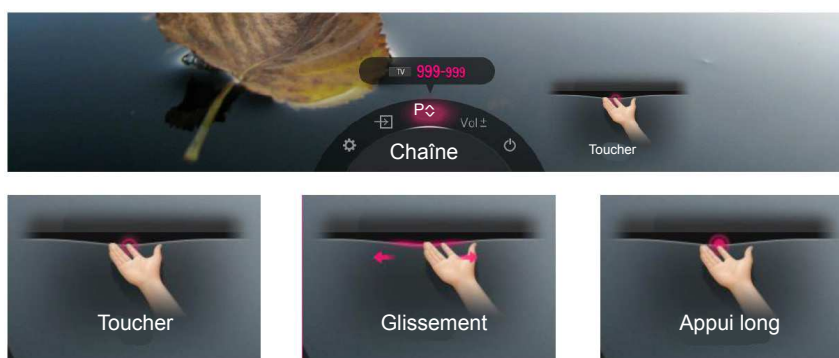 TV 999-999
P
Vol ±
Chaîne
Toucher
Toucher
Glissement
Appui long